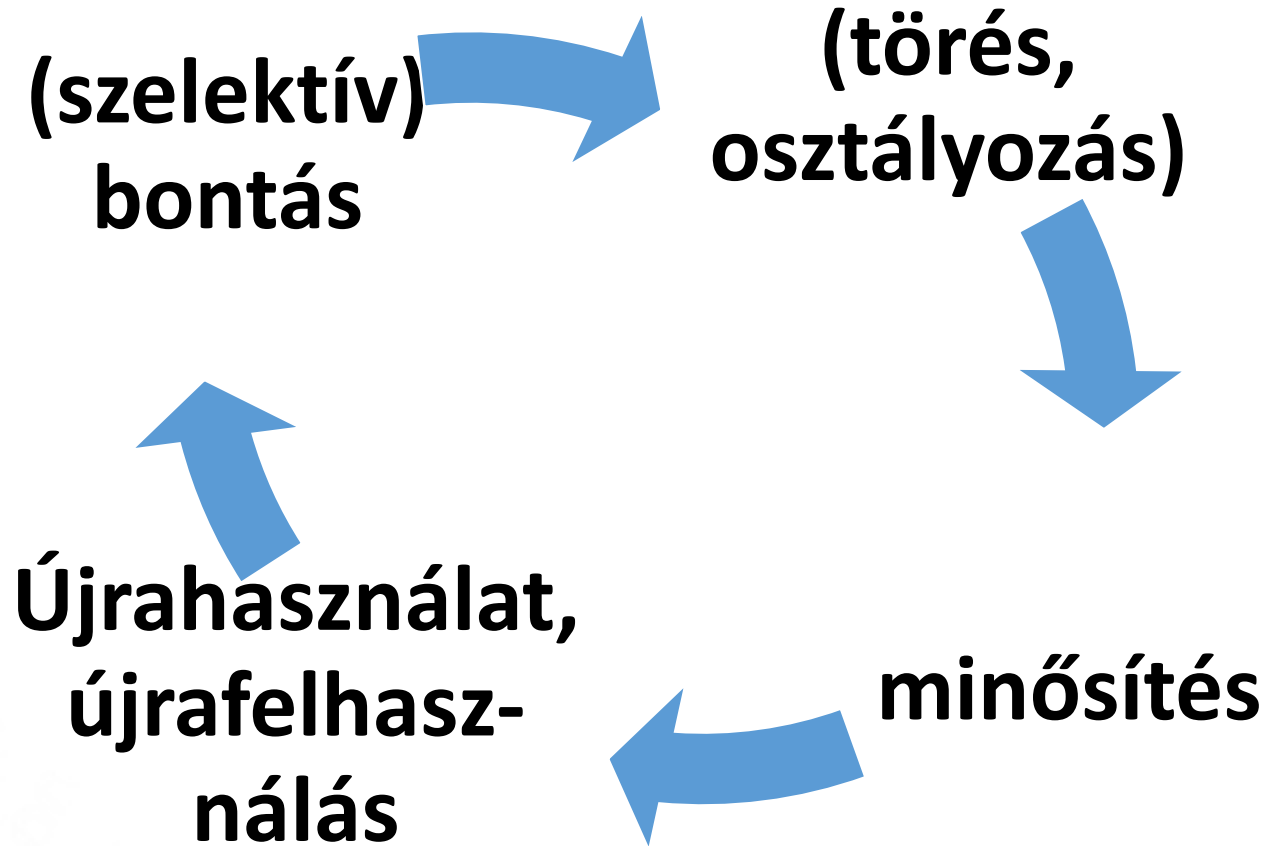 (szelektív)
bontás
(törés,
osztályozás)
minősítés
Újrahasználat,
újrafelhasz-
nálás